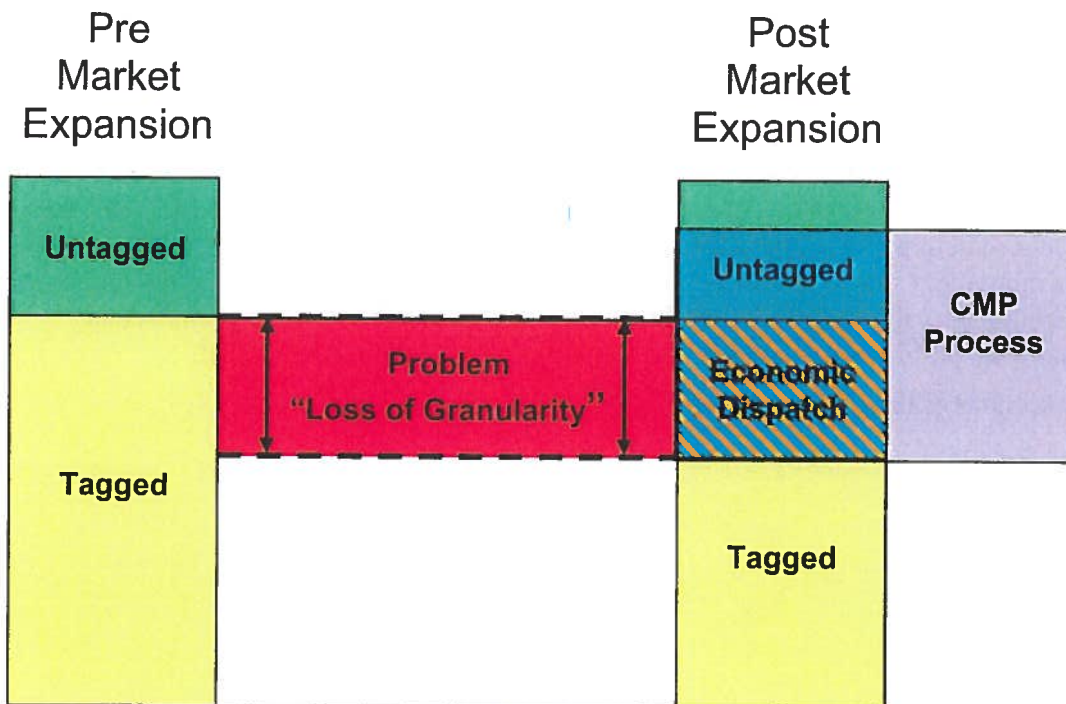 Pre
Market
Expansion
Post
Market
Expansion
Untagged
Tagged
Problem
“Loss of Granularity”
Untagged
Economic
Dispatch
Tagged
CMP
Process